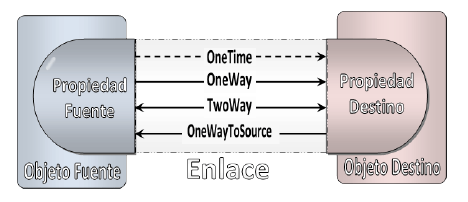 Propiedad
Fuente
Objeto Fuente
OneTime
OneWay
TwoWay
OneWayToSource
Enlace
Propiedad
Destino
Objeto Destino